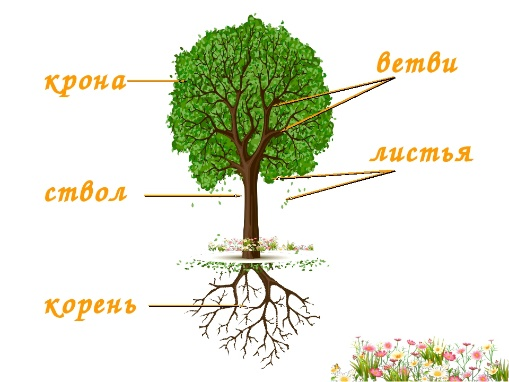 крона
ветви
листья
ствол
корень